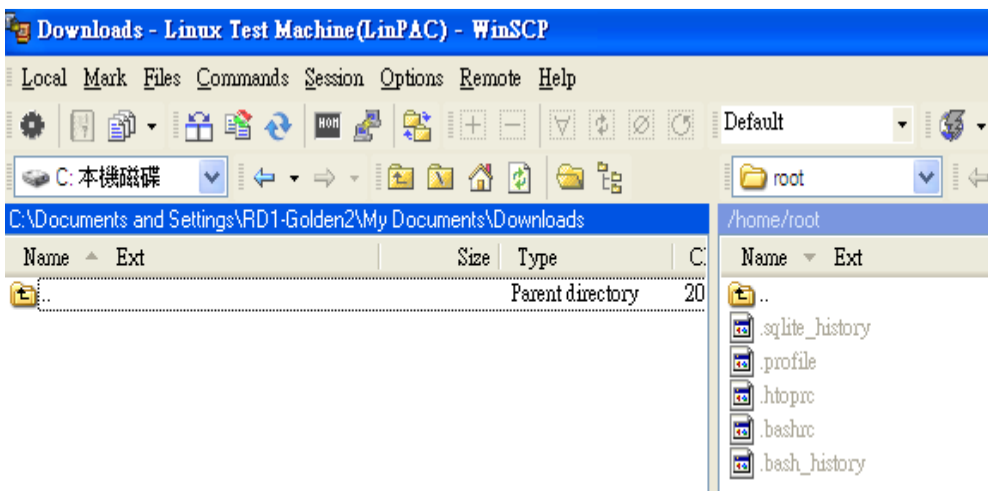 Downloads - Linux Test Machine(LinPAC) - WinSCP
Local Mark Files Commands Session Options Remote Help
Default
C: 本機磁碟
root
C:\Documents and Settings\RD1-Golden2\My Documents\Downloads
/home/root
Name Ext Size Type C
Name Ext
.. Parent directory 20
..
.sqlite_history
.profile
.htoprc
.bashrc
.bash_history